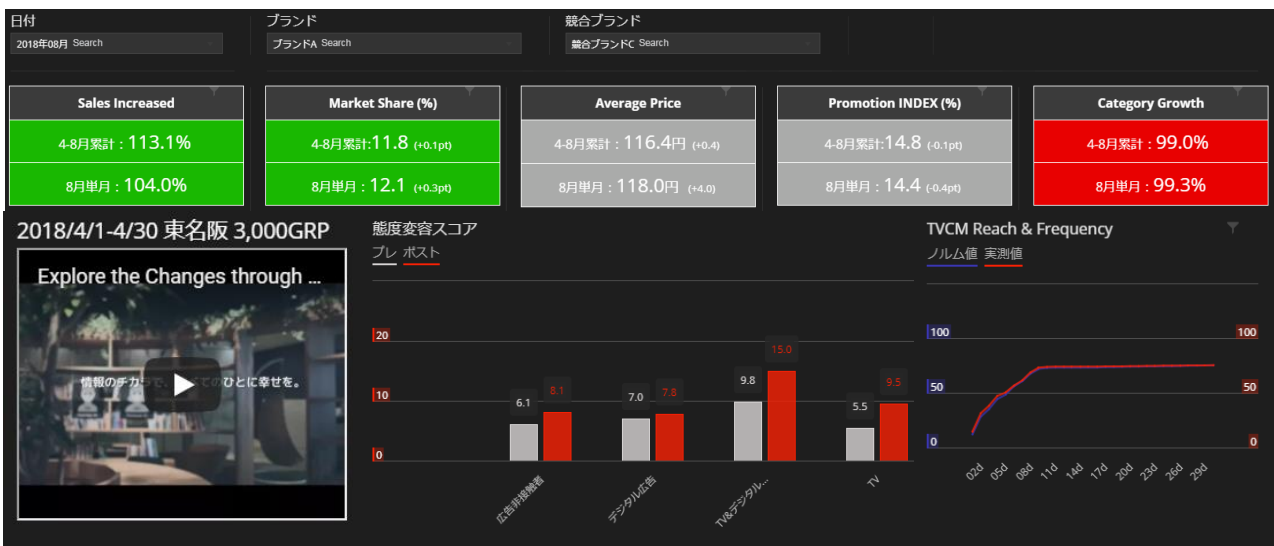 日付
ブランド
競合ブランド
2018年08月 Search
ブランドA Search
競合ブランドC Search
Sales Increased
4-8月累計 : 113.1%
8月単月 : 104.0%
Market Share (%)
4-8月累計:11.8 (+0.1pt)
8月単月 : 12.1 (+0.3pt)
Average Price
4-8月累計 : 116.4円 (+0.4)
8月単月 : 118.0円 (+4.0)
Promotion INDEX (%)
4-8月累計:14.8 (-0.1pt)
8月単月 : 14.4 (-0.4pt)
Category Growth
4-8月累計 : 99.0%
8月単月 : 99.3%
2018/4/1-4/30 東名阪 3,000GRP
Explore the Changes through ...
情報のチカラで、
てのひとに幸せを。
態度変容スコア
プレ ポスト
20
10
0
6.1
8.1
7.0
7.8
9.8
15.0
5.5
9.5
広告非接触者
デジタル広告
TV&デジタル...
TV
TVCM Reach & Frequency
ノルム値 実測値
100
100
50
50
0
0
02d
05d
08d
11d
14d
17d
20d
23d
26d
29d